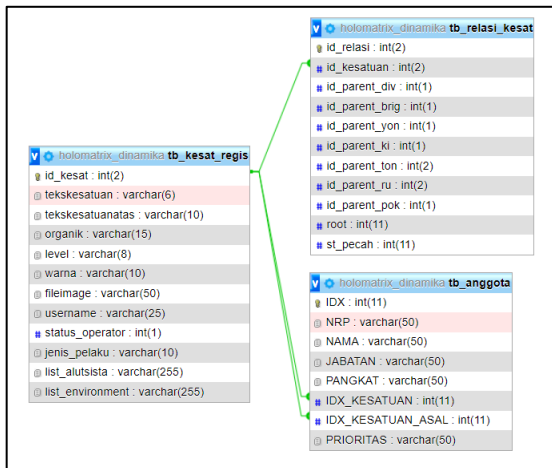 holomatrix_dinamika tb_relasi_kesat
id_relasi : int(2)
id_kesatuan : int(2)
id_parent_div : int(1)
id_parent_brig : int(1)
id_parent_yon : int(1)
id_parent_ki : int(1)
id_parent_ton : int(2)
id_parent_ru : int(2)
id_parent_pok : int(1)
root : int(11)
st_pecah : int(11)
holomatrix_dinamika tb_kesat_regis
id_kesat : int(2)
tekskesatuan : varchar(6)
tekskesatuanatas : varchar(10)
organik : varchar(15)
level : varchar(8)
warna : varchar(10)
fileimage : varchar(50)
username : varchar(25)
status_operator : int(1)
jenis_pelaku : varchar(10)
list_alutsista : varchar(255)
list_environment : varchar(255)
holomatrix_dinamika tb_anggota
IDX : int(11)
NRP : varchar(50)
NAMA : varchar(50)
JABATAN : varchar(50)
PANGKAT : varchar(50)
IDX_KESATUAN : int(11)
IDX_KESATUAN_ASAL : int(11)
PRIORITAS : varchar(50)